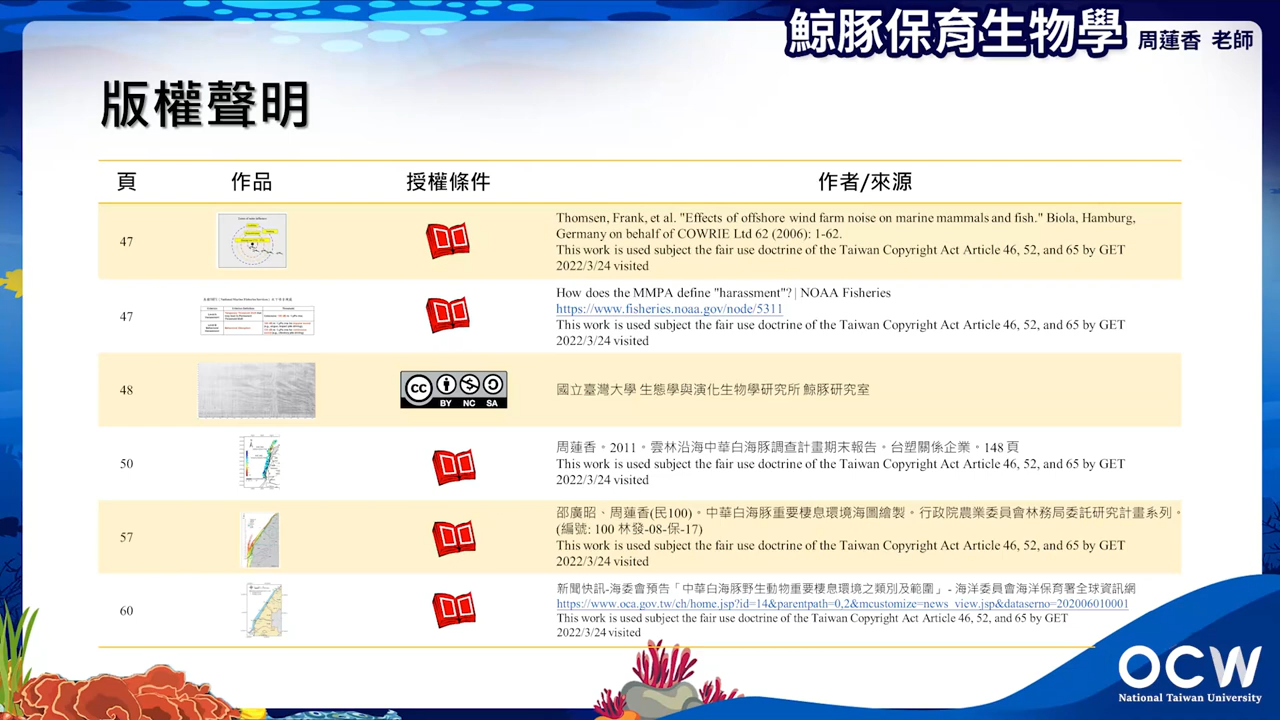 鯨豚保育生物學 周蓮香 老師
版權聲明
頁 作品 授權條件 作者/來源
47
Thomsen, Frank, et al. "Effects of offshore wind farm noise on marine mammals and fish." Biola, Hamburg,
Germany on behalf of COWRIE Ltd 62 (2006): 1-62.
This work is used subject the fair use doctrine of the Taiwan Copyright Act Article 46, 52, and 65 by GET
2022/3/24 visited
47
How does the MMPA define "harassment"? | NOAA Fisheries
https://www.fisheries.noaa.gov/node/5311
This work is used subject the fair use doctrine of the Taiwan Copyright Act Article 46, 52, and 65 by GET
2022/3/24 visited
48
CC BY NC SA
國立臺灣大學 生態學與演化生物學研究所 鯨豚研究室
50
周蓮香。2011。雲林沿海中華白海豚調查計畫期末報告。台塑關係企業。148 頁
This work is used subject the fair use doctrine of the Taiwan Copyright Act Article 46, 52, and 65 by GET
2022/3/24 visited
57
邵廣昭、周蓮香(民100)。中華白海豚重要棲息環境海圖繪製。行政院農業委員會林務局委託研究計畫系列。
(編號: 100 林發-08-保-17)
This work is used subject the fair use doctrine of the Taiwan Copyright Act Article 46, 52, and 65 by GET
2022/3/24 visited
60
新聞快訊-海委會預告「中華白海豚野生動物重要棲息環境之類別及範圍」- 海洋委員會海洋保育署全球資訊網
https://www.oca.gov.tw/ch/home.jsp?id=14&parentpath=0,2&mcustomize=news_view.jsp&dataserno=202006010001
This work is used subject the fair use doctrine of the Taiwan Copyright Act Article 46, 52, and 65 by GET
2022/3/24 visited
OCW
National Taiwan University